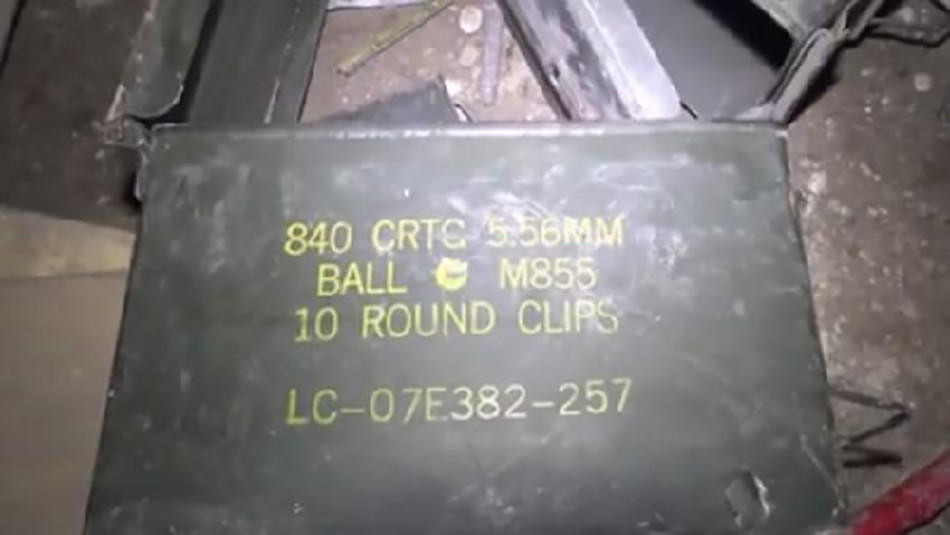 840 CRTG 5.56MM
BALL M855
10 ROUND CLIPS
LC-07E382-257